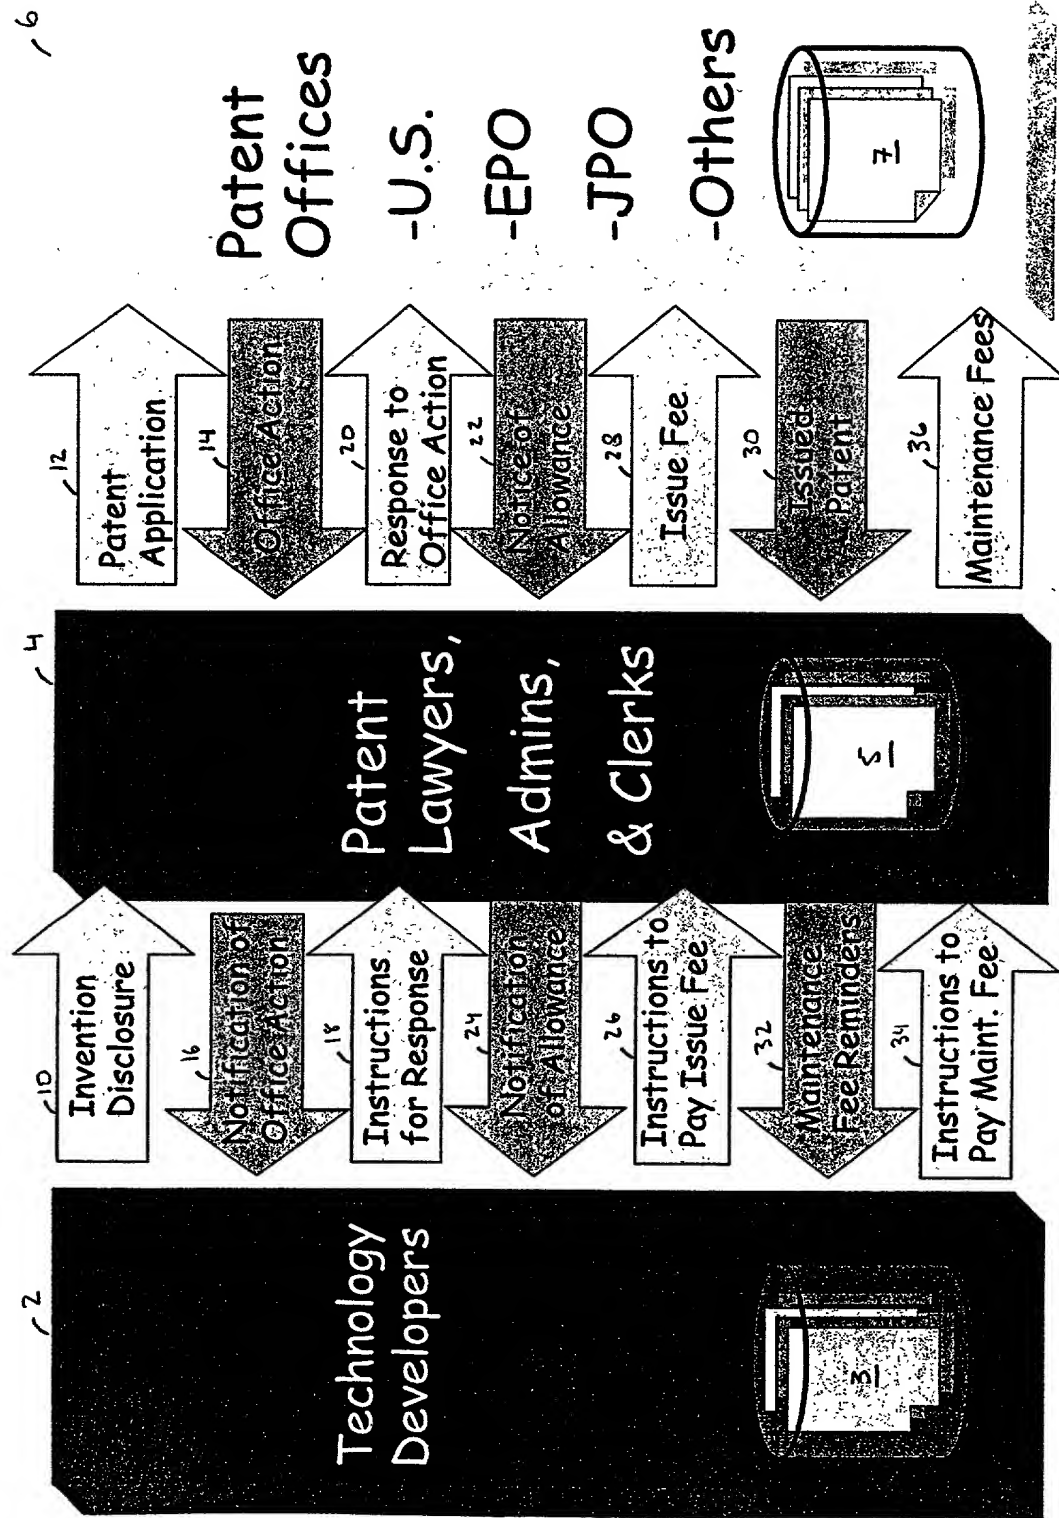 2
Technology
Developers
3
10
Invention
Disclosure
16
Notification of
Office Action
18
Instructions
for Response
24
Notification
of Allowance
26
Instructions to
Pay Issue Fee
32
Maintenance
Fee Reminders
34
Instructions to
Pay Maint. Fee
4
Patent
Lawyers,
Admins,
& Clerks
5
12
Patent
Application
14
Office Action
20
Response to
Office Action
22
Notice of
Allowance
28
Issue Fee
30
Issued
Patent
36
Maintenance Fees
6
Patent
Offices
-U.S.
-EPO
-JPO
-Others
7